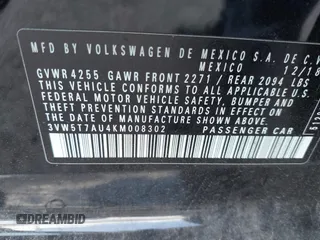 MFD. BY VOLKSWAGEN DE MEXICO S.A. DE C.V.
MEXICO 12/18
GVWR 4255 GAWR FRONT 2271 / REAR 2094 LBS
THIS VEHICLE CONFORMS TO ALL APPLICABLE
FEDERAL MOTOR VEHICLE SAFETY, BUMPER AND
THEFT PREVENTION STANDARDS IN EFFECT ON THE
DATE OF MANUFACTURE SHOWN ABOVE.
3VW5T7AU4KM008302 PASSENGER CAR
DREAMBID